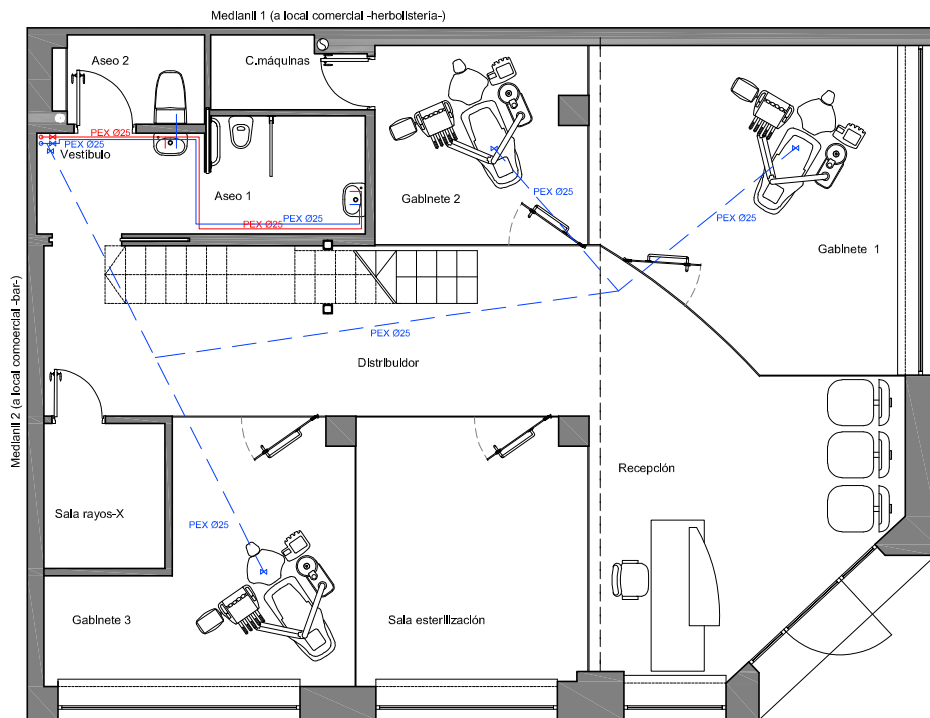 Medianil 1 (a local comercial -herbolisteria-)
Aseo 2
C.máquinas
PEX Ø25
PEX Ø25
Vestíbulo
Aseo 1
PEX Ø25
PEX Ø25
Gabinete 2
PEX Ø25
PEX Ø25
Gabinete 1
PEX Ø25
Distribuidor
Medianil 2 (a local comoercial -bar-)
Recepción
Sala rayos-X
PEX Ø25
Gabinete 3
Sala esterilización